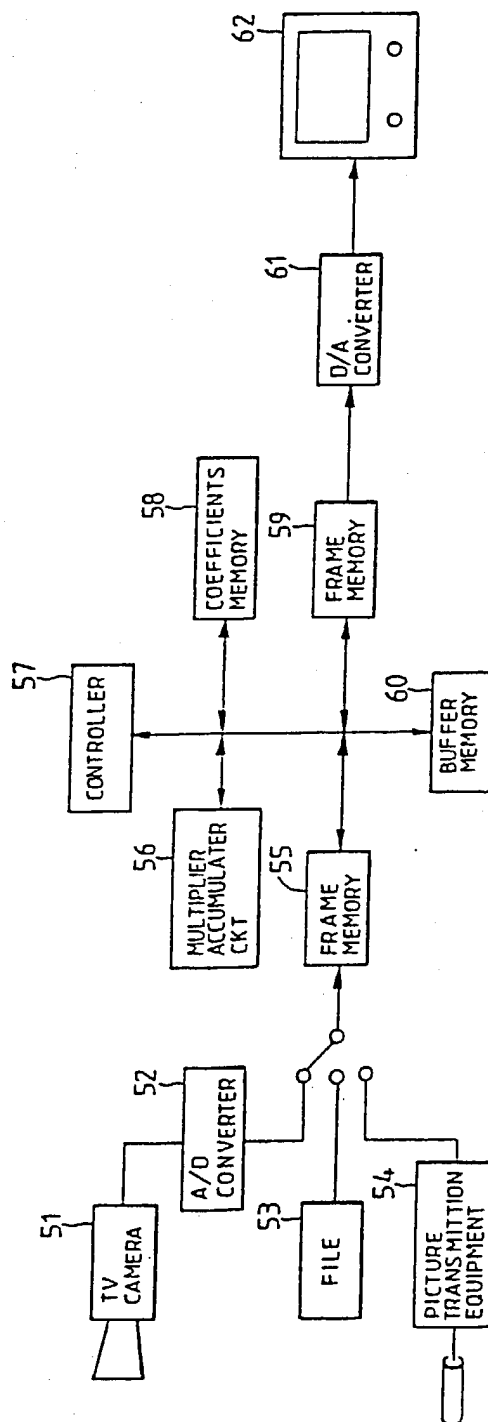 51
TV
CAMERA
52
A/D
CONVERTER
53
FILE
54
PICTURE
TRANSMITTION
EQUIPMENT
55
FRAME
MEMORY
56
MULTIPLIER
ACCUMULATER
CKT
57
CONTROLLER
58
COEFFICIENTS
MEMORY
59
FRAME
MEMORY
60
BUFFER
MEMORY
61
D/A
CONVERTER
62